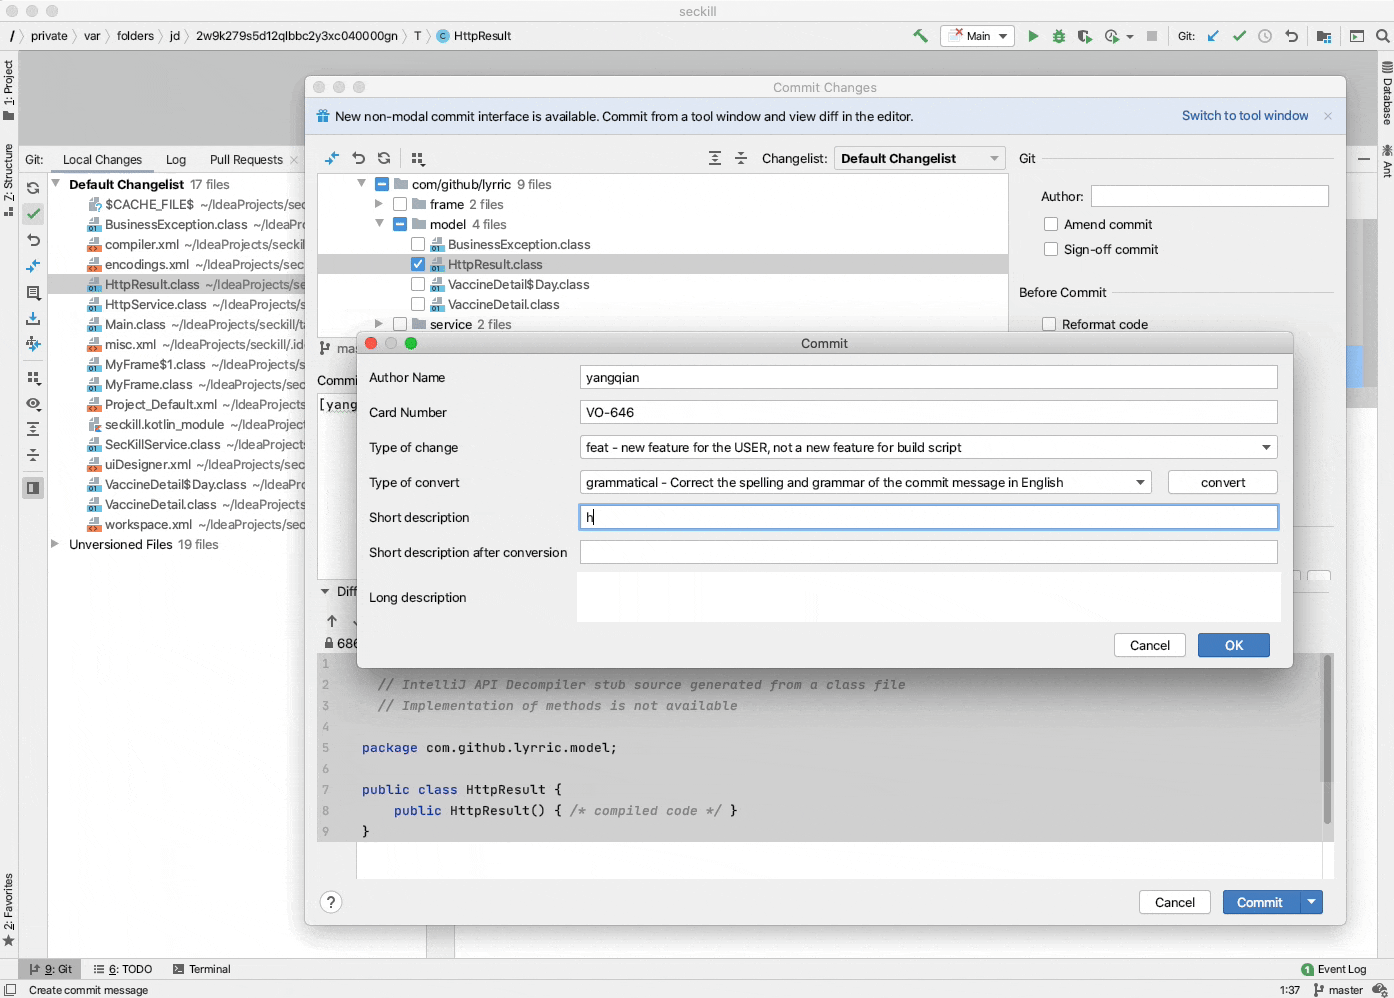 seckill
/ private var folders jd 2w9k279s5d12qlbbc2y3xc040000gn T C HttpResult
Main
Git:
1: Project
Z: Structure
2: Favorites
Database
Ant
Git: Local Changes Log Pull Requests
Default Changelist 17 files
$CACHE_FILE$ ~/IdeaProjects/sec
BusinessException.class ~/IdeaPro
compiler.xml ~/IdeaProjects/secki
encodings.xml ~/IdeaProjects/sec
HttpResult.class ~/IdeaProjects/se
HttpService.class ~/IdeaProjects/
Main.class ~/IdeaProjects/seckill/ta
misc.xml ~/IdeaProjects/seckill/.id
MyFrame$1.class ~/IdeaProjects/
MyFrame.class ~/IdeaProjects/sec
Project_Default.xml ~/IdeaProject
seckill.kotlin_module ~/IdeaProjec
SecKillService.class ~/IdeaProject
uiDesigner.xml ~/IdeaProjects/sec
VaccineDetail$Day.class ~/IdeaPro
VaccineDetail.class ~/IdeaProject
workspace.xml ~/IdeaProjects/sec
Unversioned Files 19 files
Commit Changes
New non-modal commit interface is available. Commit from a tool window and view diff in the editor.
Switch to tool window
Changelist: Default Changelist
com/github/lyrric 9 files
frame 2 files
model 4 files
BusinessException.class
HttpResult.class
VaccineDetail$Day.class
VaccineDetail.class
service 2 files
Git
Author:
Amend commit
Sign-off commit
Before Commit
Reformat code
mas
Commi
[yang
Diff
686
Commit
Author Name yangqian
Card Number VO-646
Type of change feat - new feature for the USER, not a new feature for build script
Type of convert grammatical - Correct the spelling and grammar of the commit message in English convert
Short description h
Short description after conversion
Long description
Cancel OK
1
2 // IntelliJ API Decompiler stub source generated from a class file
3 // Implementation of methods is not available
4
5 package com.github.lyrric.model;
6
7 public class HttpResult {
8 public HttpResult() { /* compiled code */ }
9 }
? Cancel Commit
9: Git 6: TODO Terminal 1 Event Log
Create commit message 1:37 master